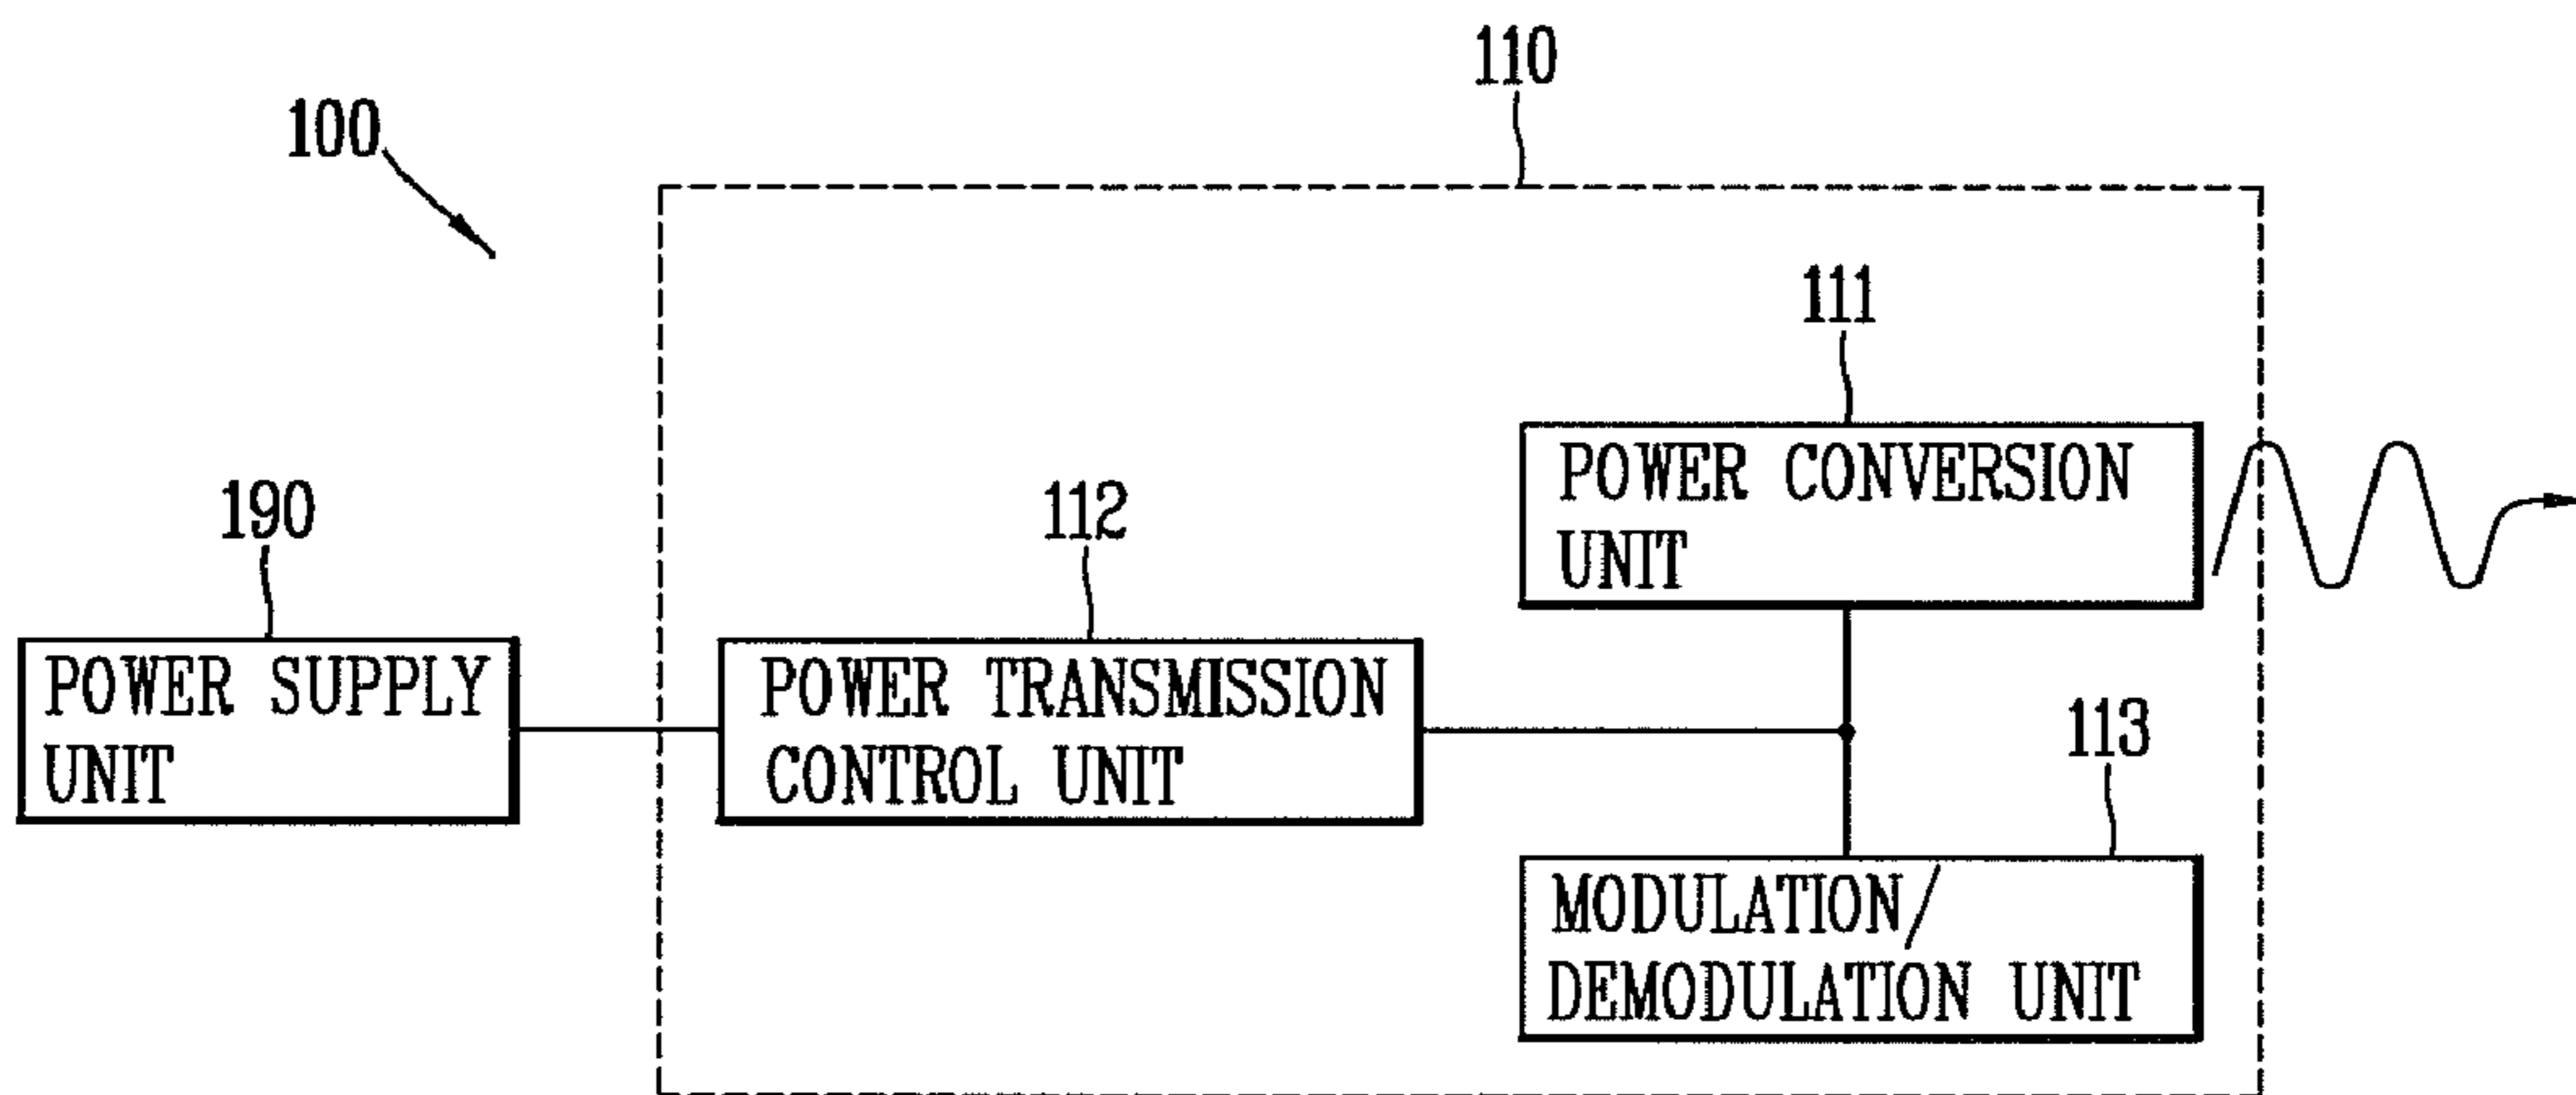 110
100
111
POWER CONVERSION
UNIT
190
112
POWER SUPPLY
UNIT
POWER TRANSMISSION
CONTROL UNIT
113
MODULATION/
DEMODULATION UNIT